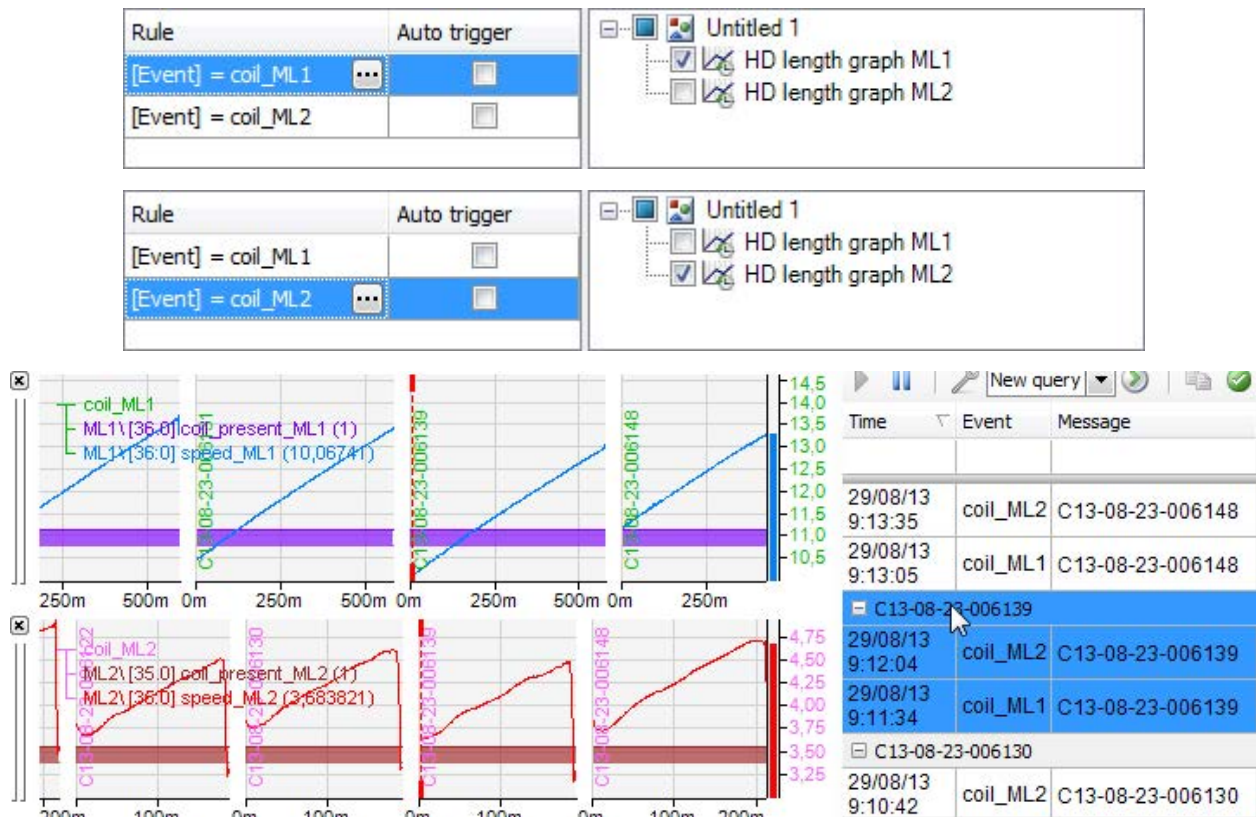 Rule Auto trigger
[Event] = coil_ML1 ...
[Event] = coil_ML2
Untitled 1
HD length graph ML1
HD length graph ML2
Rule Auto trigger
[Event] = coil_ML1
[Event] = coil_ML2 ...
Untitled 1
HD length graph ML1
HD length graph ML2
coil_ML1
ML1\[36.0] coil_present_ML1 (1)
ML1\[36:0] speed_ML1 (10,06741)
C13-08-23-006139
C13-08-23-006148
14,5
14,0
13,5
13,0
12,5
12,0
11,5
11,0
10,5
250m 500m 0m 250m 500m 0m 250m 500m 0m 250m
coil_ML2
ML2\[35.0] coil_present_ML2 (1)
ML2\[36:0] speed_ML2 (3,683821)
C13-08-23-006130
C13-08-23-006139
C13-08-23-006148
4,75
4,50
4,25
4,00
3,75
3,50
3,25
200m 100m 0m 100m 0m 100m 0m 100m 200m
New query
Time Event Message
29/08/13
9:13:35 coil_ML2 C13-08-23-006148
29/08/13
9:13:05 coil_ML1 C13-08-23-006148
C13-08-23-006139
29/08/13
9:12:04 coil_ML2 C13-08-23-006139
29/08/13
9:11:34 coil_ML1 C13-08-23-006139
C13-08-23-006130
29/08/13
9:10:42 coil_ML2 C13-08-23-006130